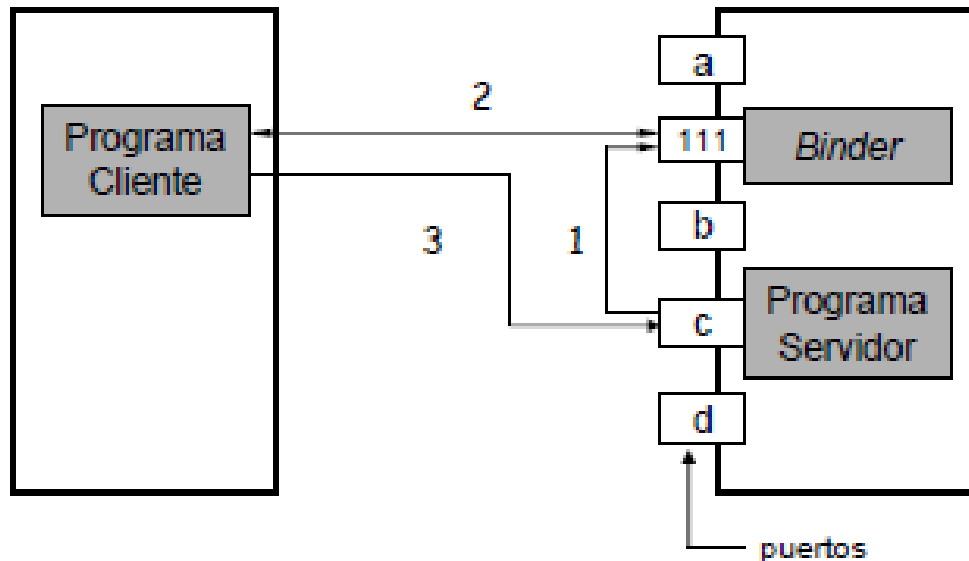 Programa
Cliente
2
3
1
a
111
Binder
b
c
Programa
Servidor
d
puertos